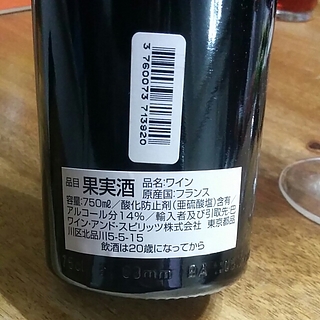 3 760073 713920
品目 果実酒 品名:ワイン
原産国:フランス
容量:750mℓ/酸化防止剤(亜硫酸塩)含有/
アルコール分14%/輸入者及び引取先:日
ワイン・アンド・スピリッツ株式会社 東京都品
川区北品川5-5-15
飲酒は20歳になってから